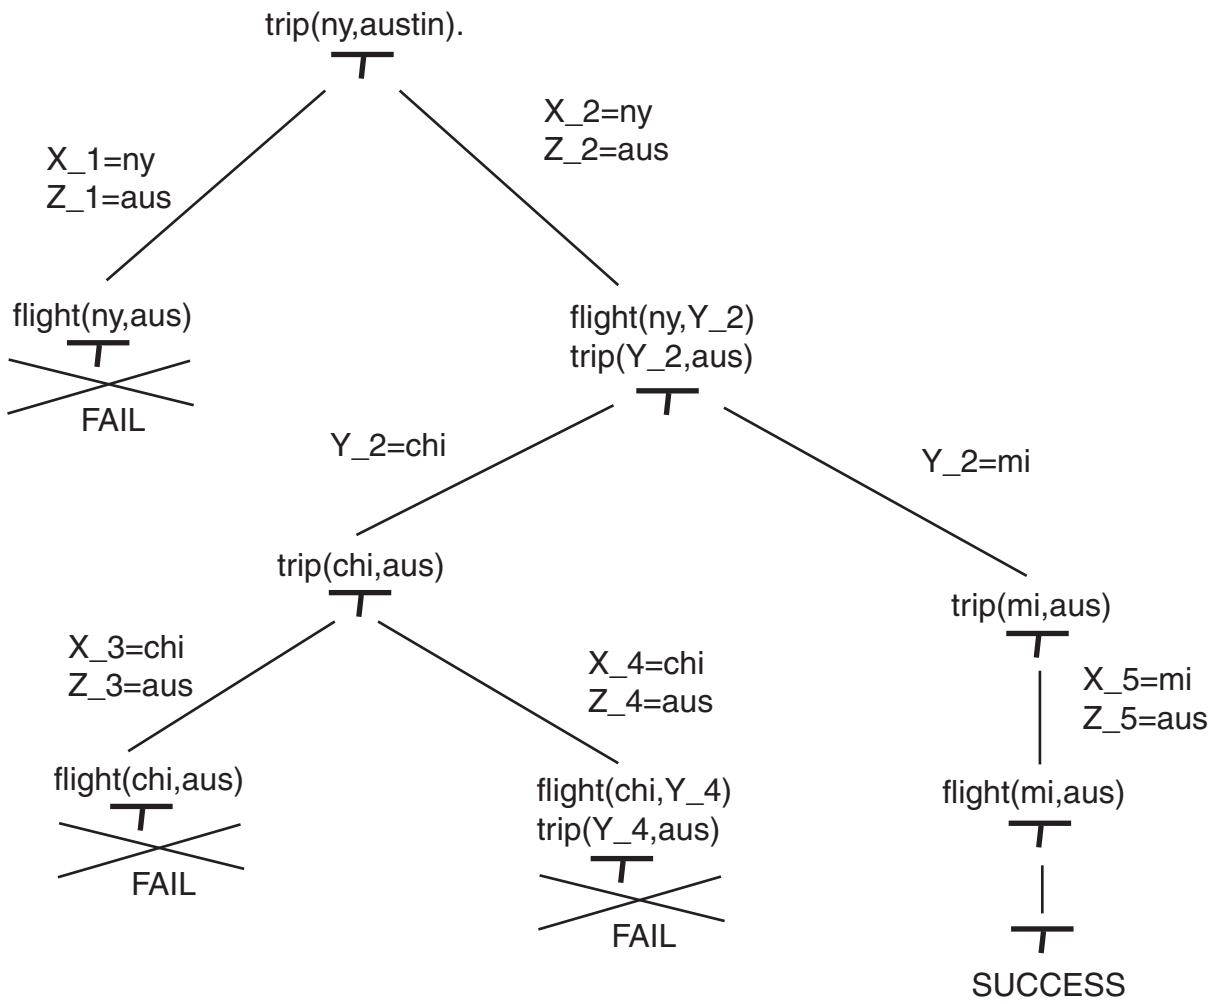 trip(ny,austin).
X_1=ny
Z_1=aus
X_2=ny
Z_2=aus
flight(ny,aus)
FAIL
flight(ny,Y_2)
trip(Y_2,aus)
Y_2=chi
Y_2=mi
trip(chi,aus)
trip(mi,aus)
X_3=chi
Z_3=aus
X_4=chi
Z_4=aus
X_5=mi
Z_5=aus
flight(chi,aus)
FAIL
flight(chi,Y_4)
trip(Y_4,aus)
FAIL
flight(mi,aus)
SUCCESS